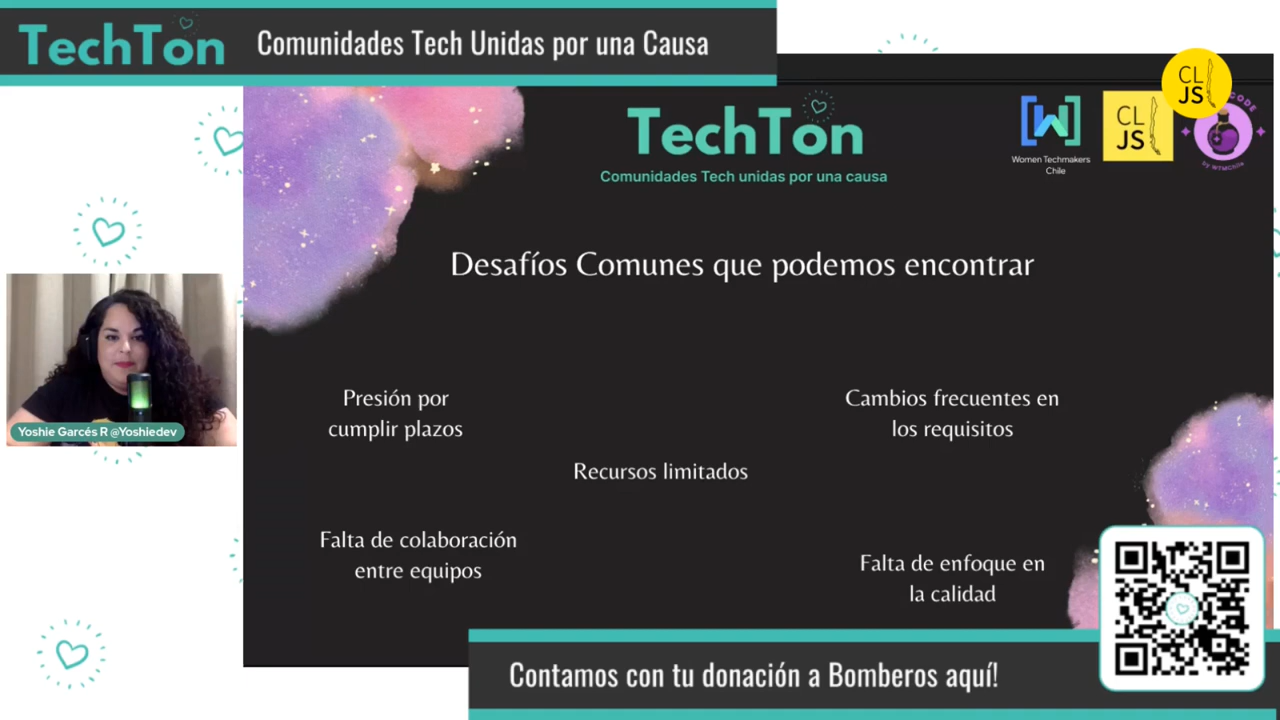 TechTon
Comunidades Tech Unidas por una Causa
CL
JS
TechTon
Comunidades Tech unidas por una causa
Women Techmakers
Chile
CL
JS
CODE
by WTMChile
Desafíos Comunes que podemos encontrar
Presión por
cumplir plazos
Cambios frecuentes en
los requisitos
Recursos limitados
Falta de colaboración
entre equipos
Falta de enfoque en
la calidad
Yoshie Garcés R @Yoshiedev
Contamos con tu donación a Bomberos aquí!